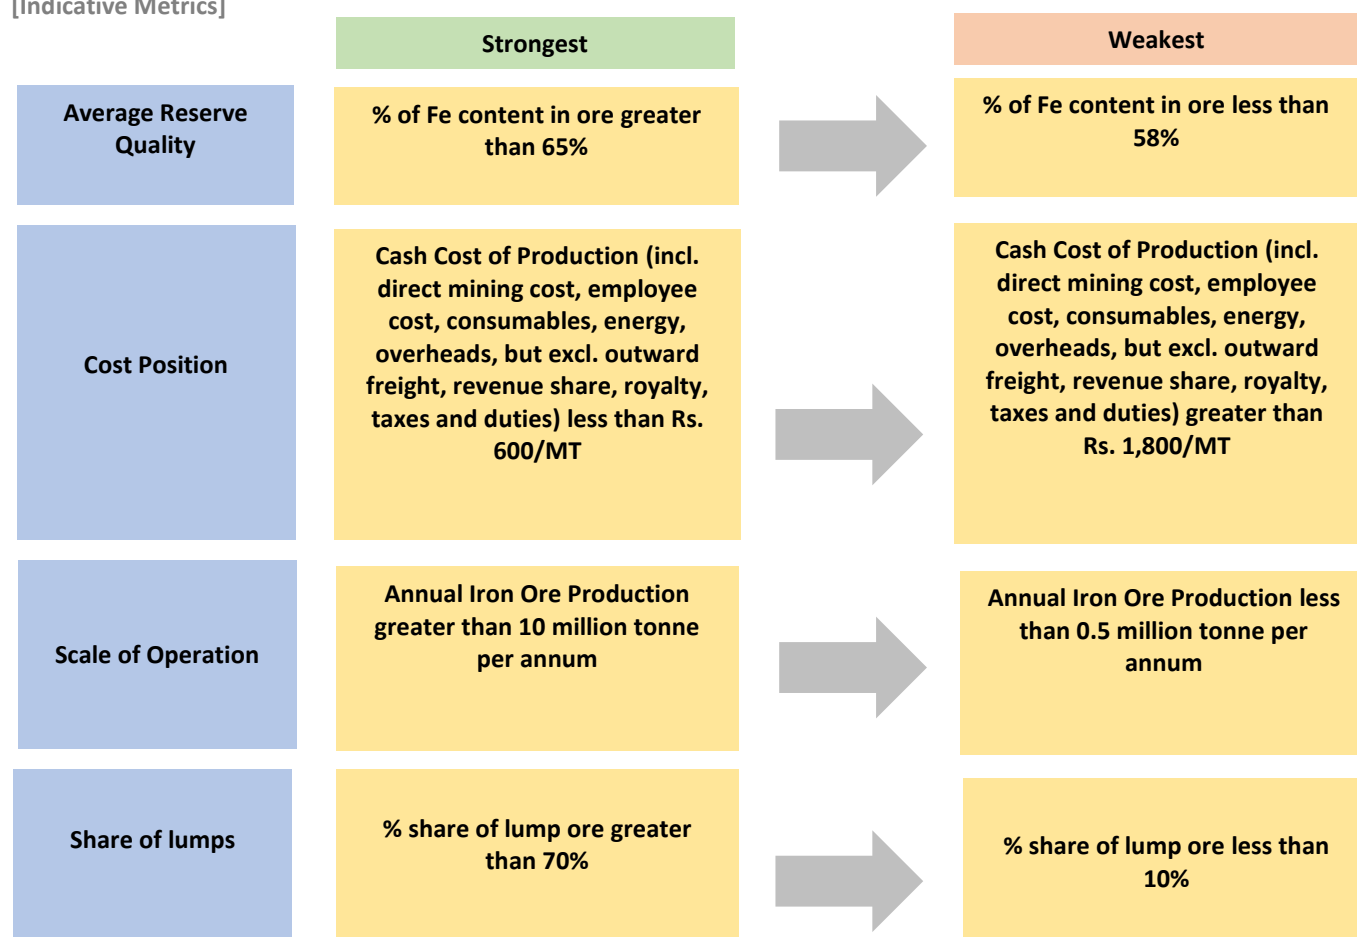 [Indicative Metrics]
Strongest
Weakest
Average Reserve
Quality
% of Fe content in ore greater
than 65%
% of Fe content in ore less than
58%
Cost Position
Cash Cost of Production (incl.
direct mining cost, employee
cost, consumables, energy,
overheads, but excl. outward
freight, revenue share, royalty,
taxes and duties) less than Rs.
600/MT
Cash Cost of Production (incl.
direct mining cost, employee
cost, consumables, energy,
overheads, but excl. outward
freight, revenue share, royalty,
taxes and duties) greater than
Rs. 1,800/MT
Scale of Operation
Annual Iron Ore Production
greater than 10 million tonne
per annum
Annual Iron Ore Production less
than 0.5 million tonne per
annum
Share of lumps
% share of lump ore greater
than 70%
% share of lump ore less than
10%